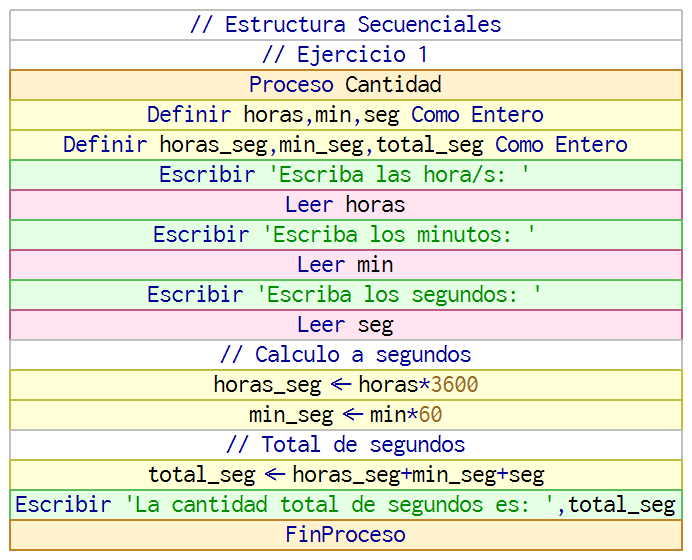 // Estructura Secuenciales
// Ejercicio 1
Proceso Cantidad
Definir horas,min,seg Como Entero
Definir horas_seg,min_seg,total_seg Como Entero
Escribir 'Escriba las hora/s: '
Leer horas
Escribir 'Escriba los minutos: '
Leer min
Escribir 'Escriba los segundos: '
Leer seg
// Calculo a segundos
horas_seg ← horas*3600
min_seg ← min*60
// Total de segundos
total_seg ← horas_seg+min_seg+seg
Escribir 'La cantidad total de segundos es: ',total_seg
FinProceso